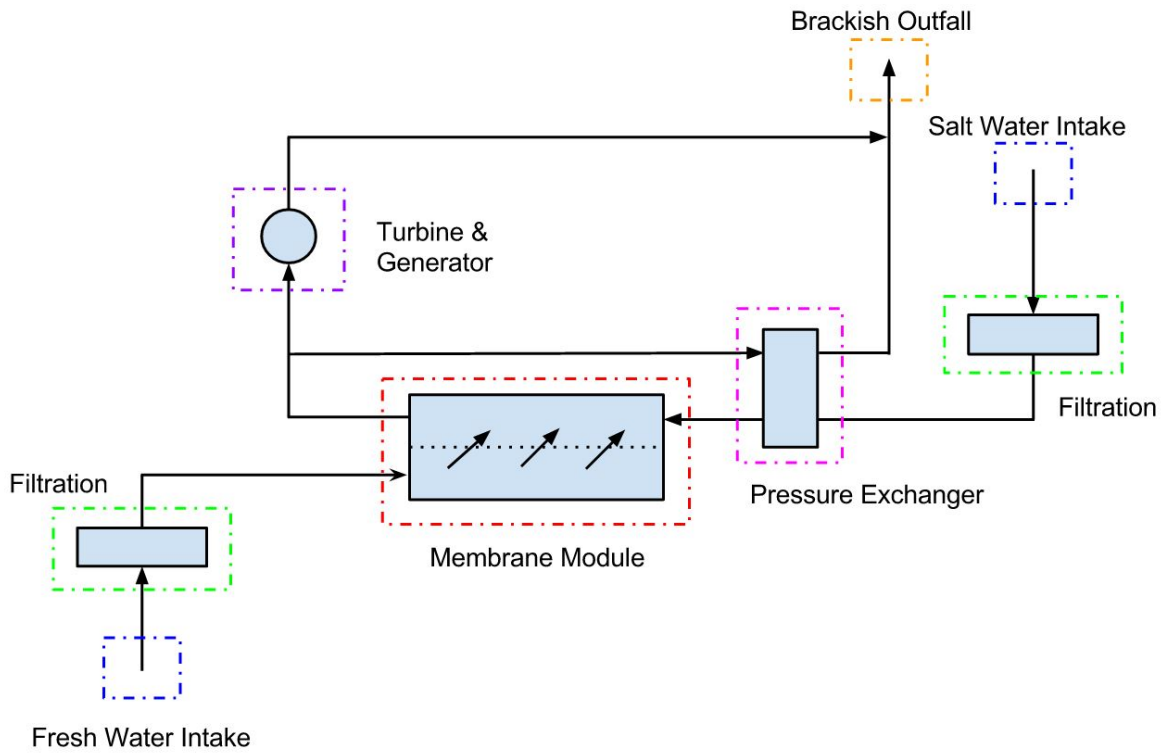 Brackish Outfall
Salt Water Intake
Turbine &
Generator
Filtration
Filtration
Pressure Exchanger
Membrane Module
Fresh Water Intake